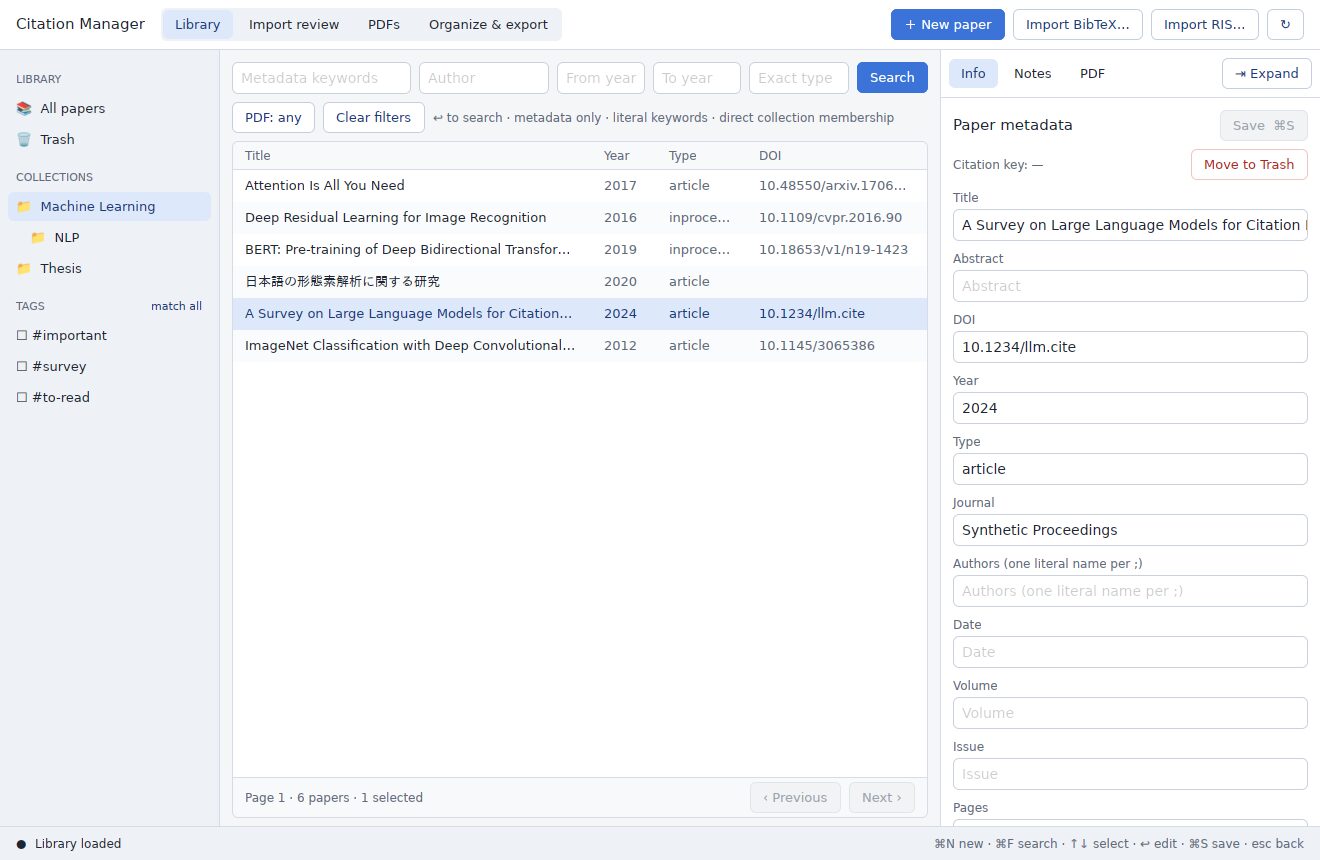 Citation Manager Library Import review PDFs Organize & export + New paper Import BibTeX… Import RIS… ↻
LIBRARY
📚 All papers
🗑️ Trash
COLLECTIONS
📁 Machine Learning
📁 NLP
📁 Thesis
TAGS match all
☐ #important
☐ #survey
☐ #to-read
Metadata keywords Author From year To year Exact type Search
PDF: any Clear filters ↩ to search · metadata only · literal keywords · direct collection membership
Title Year Type DOI
Attention Is All You Need 2017 article 10.48550/arxiv.1706…
Deep Residual Learning for Image Recognition 2016 inproce… 10.1109/cvpr.2016.90
BERT: Pre-training of Deep Bidirectional Transfor… 2019 inproce… 10.18653/v1/n19-1423
日本語の形態素解析に関する研究 2020 article
A Survey on Large Language Models for Citation… 2024 article 10.1234/llm.cite
ImageNet Classification with Deep Convolutional… 2012 article 10.1145/3065386
Page 1 · 6 papers · 1 selected ‹ Previous Next ›
Info Notes PDF ⇥ Expand
Paper metadata Save ⌘S
Citation key: — Move to Trash
Title
A Survey on Large Language Models for Citation
Abstract
Abstract
DOI
10.1234/llm.cite
Year
2024
Type
article
Journal
Synthetic Proceedings
Authors (one literal name per ;)
Authors (one literal name per ;)
Date
Date
Volume
Volume
Issue
Issue
Pages
● Library loaded ⌘N new · ⌘F search · ↑↓ select · ↩ edit · ⌘S save · esc back